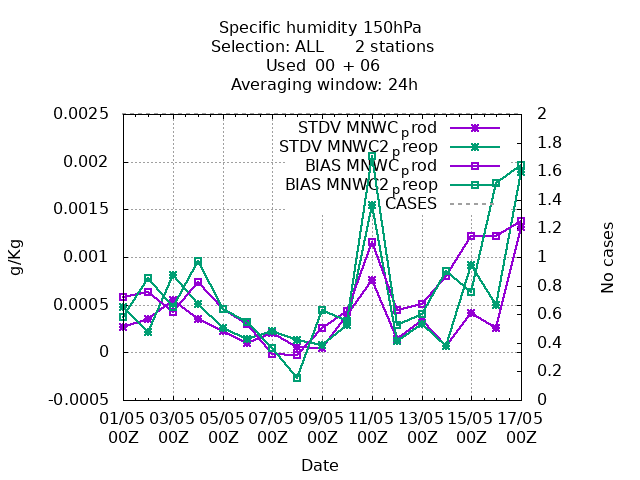 Specific humidity 150hPa
Selection: ALL 2 stations
Used 00 + 06
Averaging window: 24h
0.0025
0.002
0.0015
0.001
0.0005
0
-0.0005
g/Kg
STDV MNWC_prod
STDV MNWC2_preop
BIAS MNWC_prod
BIAS MNWC2_preop
CASES
2
1.8
1.6
1.4
1.2
1
0.8
0.6
0.4
0.2
0
No cases
01/05 03/05 05/05 07/05 09/05 11/05 13/05 15/05 17/05
00Z 00Z 00Z 00Z 00Z 00Z 00Z 00Z 00Z
Date